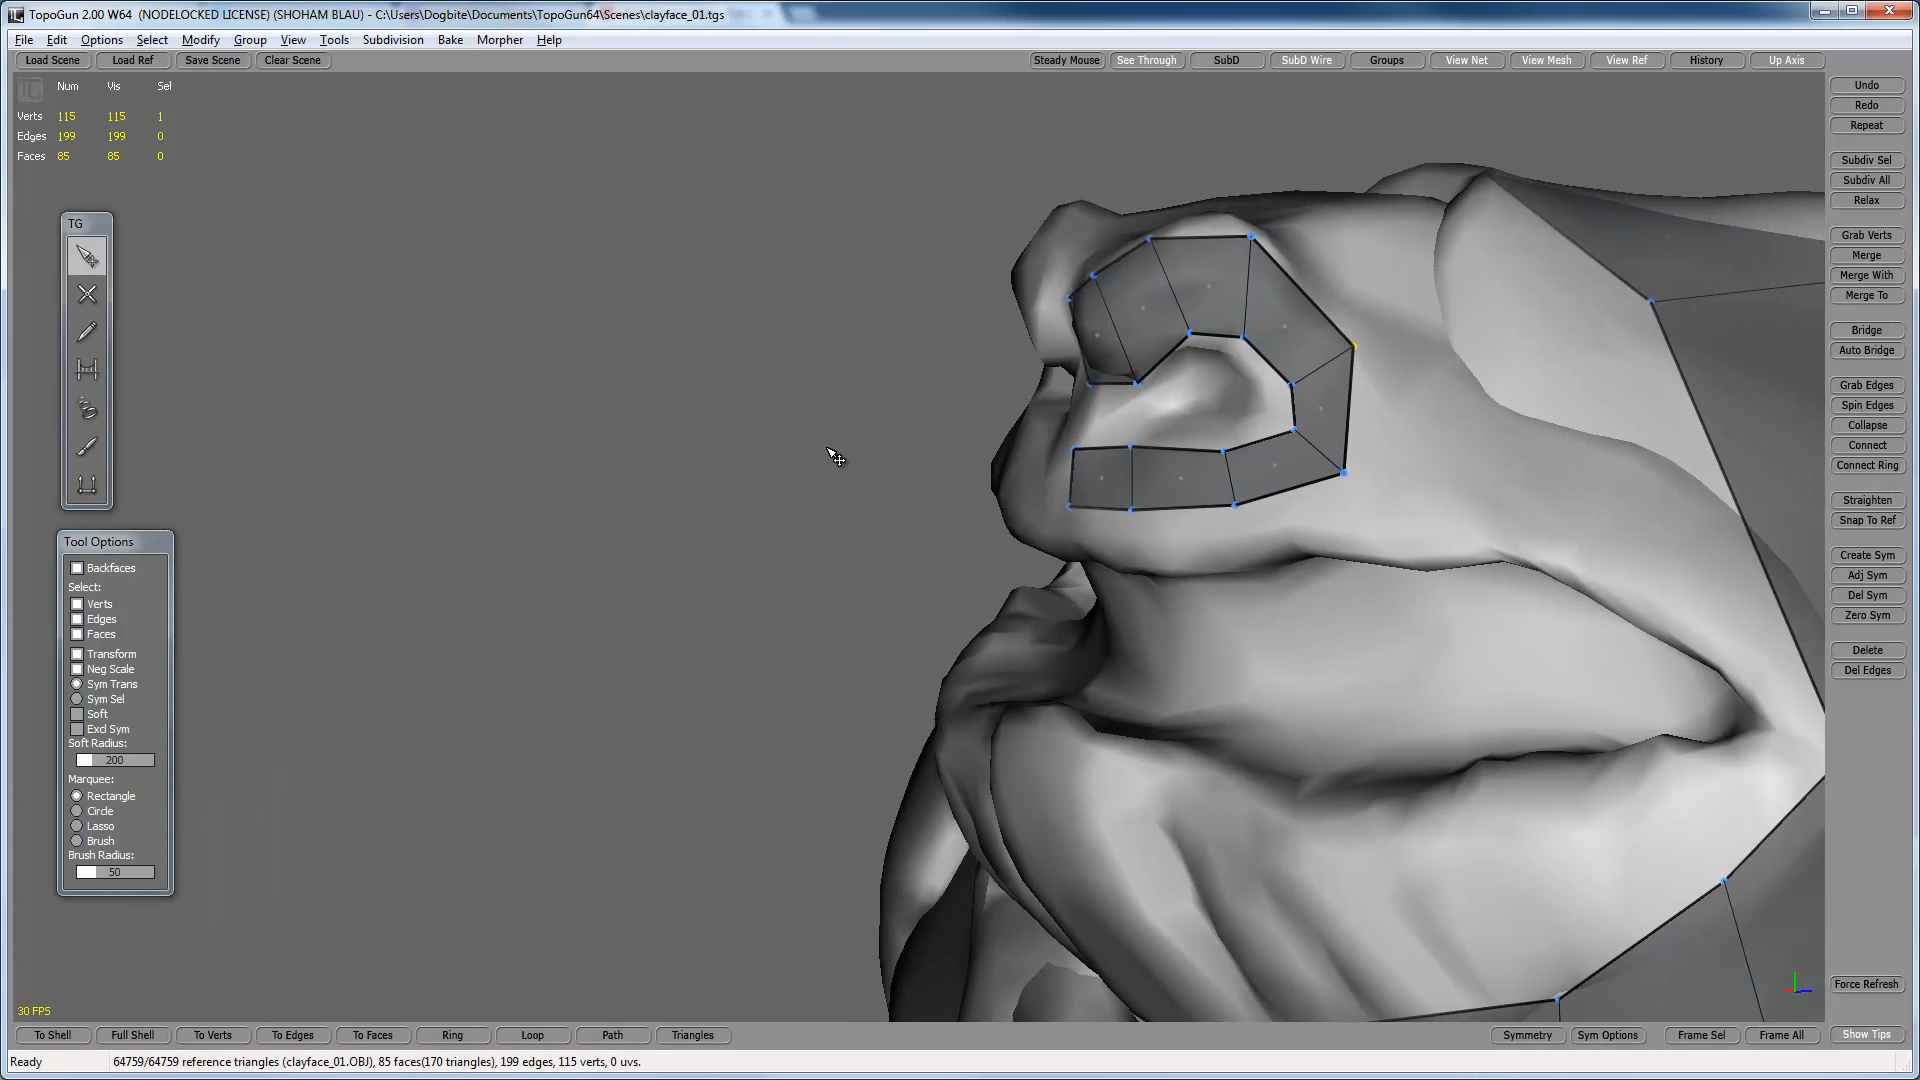 TopoGun 2.00 W64  (NODELOCKED LICENSE) (SHOHAM BLAU) - C:\Users\Dogbite\Documents\TopoGun64\Scenes\clayface_01.tgs
File Edit Options Select Modify Group View Tools Subdivision Bake Morpher Help
Load Scene Load Ref Save Scene Clear Scene Steady Mouse See Through SubD SubD Wire Groups View Net View Mesh View Ref History Up Axis
Num Vis Sel
Verts 115 115 1
Edges 199 199 0
Faces 85 85 0
TG
Tool Options
Backfaces
Select:
Verts
Edges
Faces
Transform
Neg Scale
Sym Trans
Sym Sel
Soft
Excl Sym
Soft Radius:
200
Marquee:
Rectangle
Circle
Lasso
Brush
Brush Radius:
50
Undo
Redo
Repeat
Subdiv Sel
Subdiv All
Relax
Grab Verts
Merge
Merge With
Merge To
Bridge
Auto Bridge
Grab Edges
Spin Edges
Collapse
Connect
Connect Ring
Straighten
Snap To Ref
Create Sym
Adj Sym
Del Sym
Zero Sym
Delete
Del Edges
Force Refresh
30 FPS
To Shell Full Shell To Verts To Edges To Faces Ring Loop Path Triangles Symmetry Sym Options Frame Sel Frame All Show Tips
Ready 64759/64759 reference triangles (clayface_01.OBJ), 85 faces(170 triangles), 199 edges, 115 verts, 0 uvs.